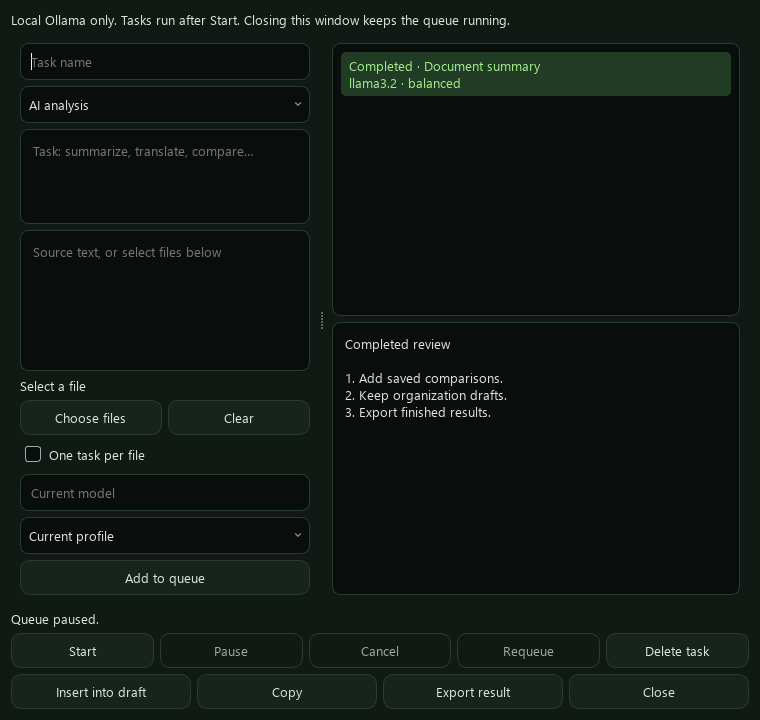 Local Ollama only. Tasks run after Start. Closing this window keeps the queue running.
Task name
AI analysis
Task: summarize, translate, compare...
Source text, or select files below
Select a file
Choose files
Clear
One task per file
Current model
Current profile
Add to queue
Completed · Document summary
llama3.2 · balanced
Completed review
1. Add saved comparisons.
2. Keep organization drafts.
3. Export finished results.
Queue paused.
Start
Pause
Cancel
Requeue
Delete task
Insert into draft
Copy
Export result
Close